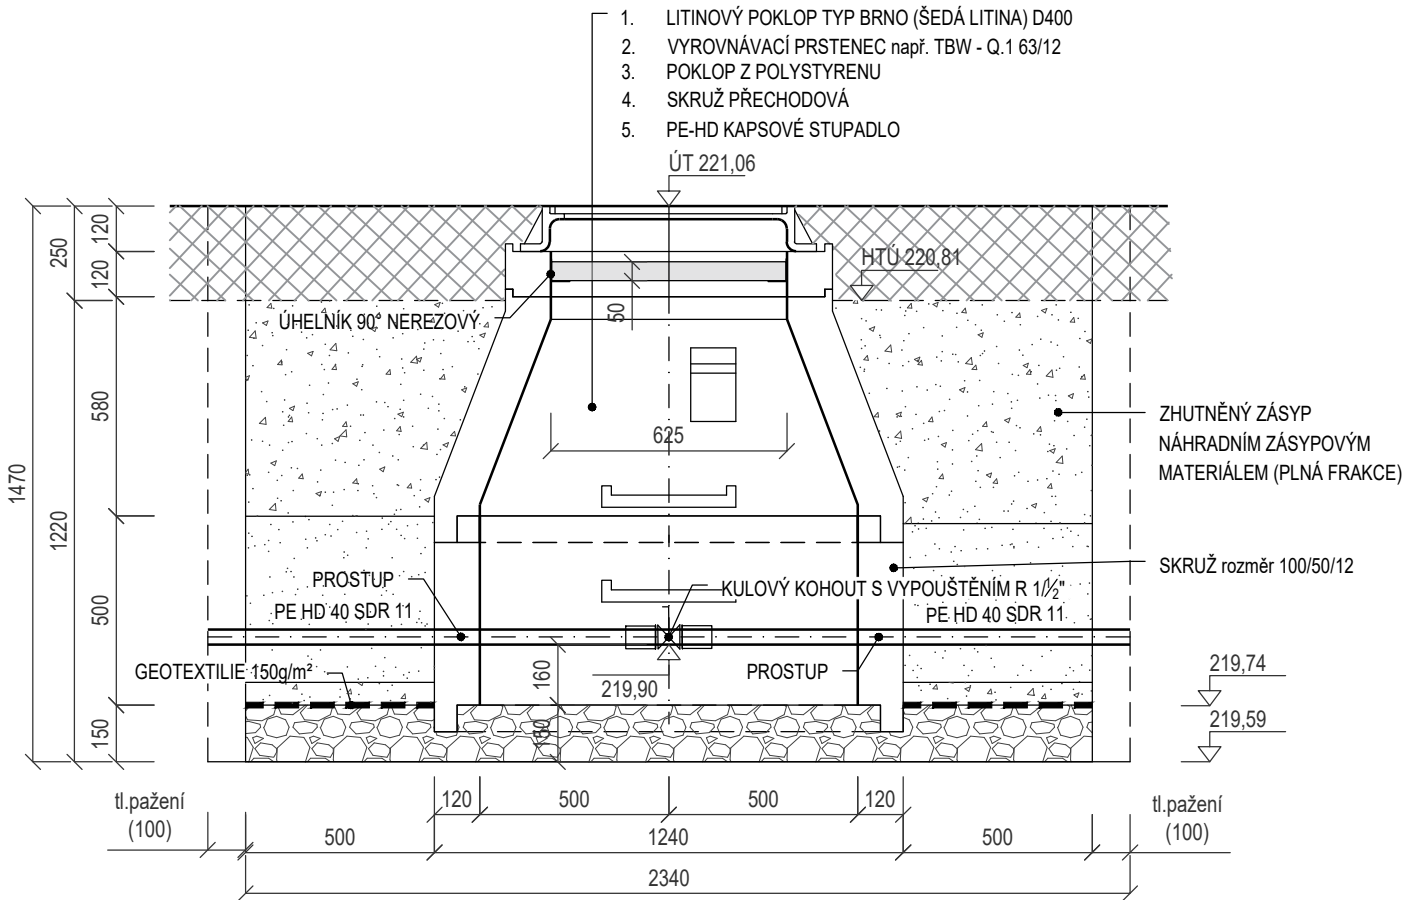 1. LITINOVÝ POKLOP TYP BRNO (ŠEDÁ LITINA) D400
2. VYROVNÁVACÍ PRSTENEC např. TBW - Q.1 63/12
3. POKLOP Z POLYSTYRENU
4. SKRUŽ PŘECHODOVÁ
5. PE-HD KAPSOVÉ STUPADLO
ÚT 221,06
HTÚ 220,81
120
250
120
50
ÚHELNÍK 90° NEREZOVÝ
580
625
ZHUTNĚNÝ ZÁSYP
NÁHRADNÍM ZÁSYPOVÝM
MATERIÁLEM (PLNÁ FRAKCE)
1470
1220
SKRUŽ rozměr 100/50/12
PROSTUP
PE HD 40 SDR 11
KULOVÝ KOHOUT S VYPOUŠTĚNÍM R 1½"
PE HD 40 SDR 11
500
GEOTEXTILIE 150g/m²
160
219,90
PROSTUP
219,74
219,59
150
150
tl.pažení
(100)
120
500
500
120
tl.pažení
(100)
500
1240
500
2340